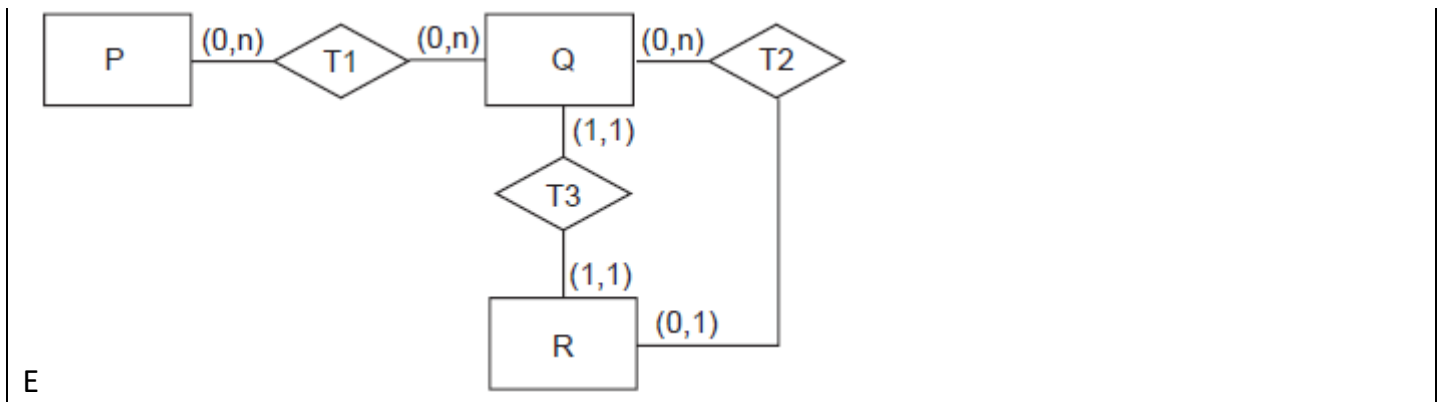 P (0,n) T1 (0,n) Q (0,n) T2
(1,1)
T3
(1,1)
R (0,1)
E